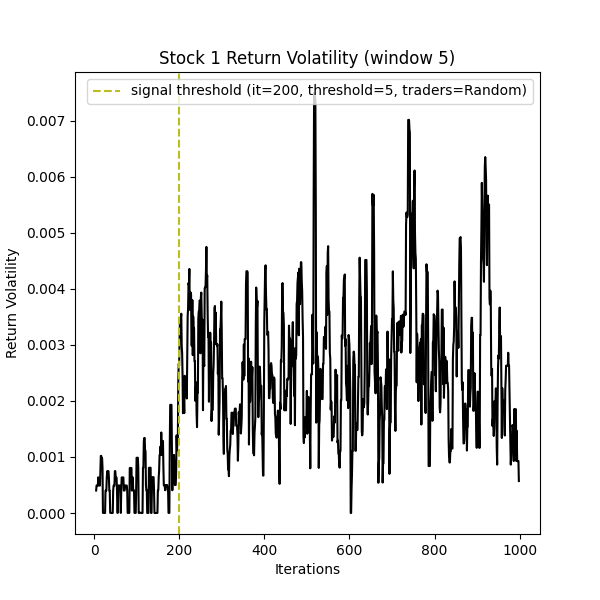 Stock 1 Return Volatility (window 5)
signal threshold (it=200, threshold=5, traders=Random)
Return Volatility
0.007
0.006
0.005
0.004
0.003
0.002
0.001
0.000
0 200 400 600 800 1000
Iterations